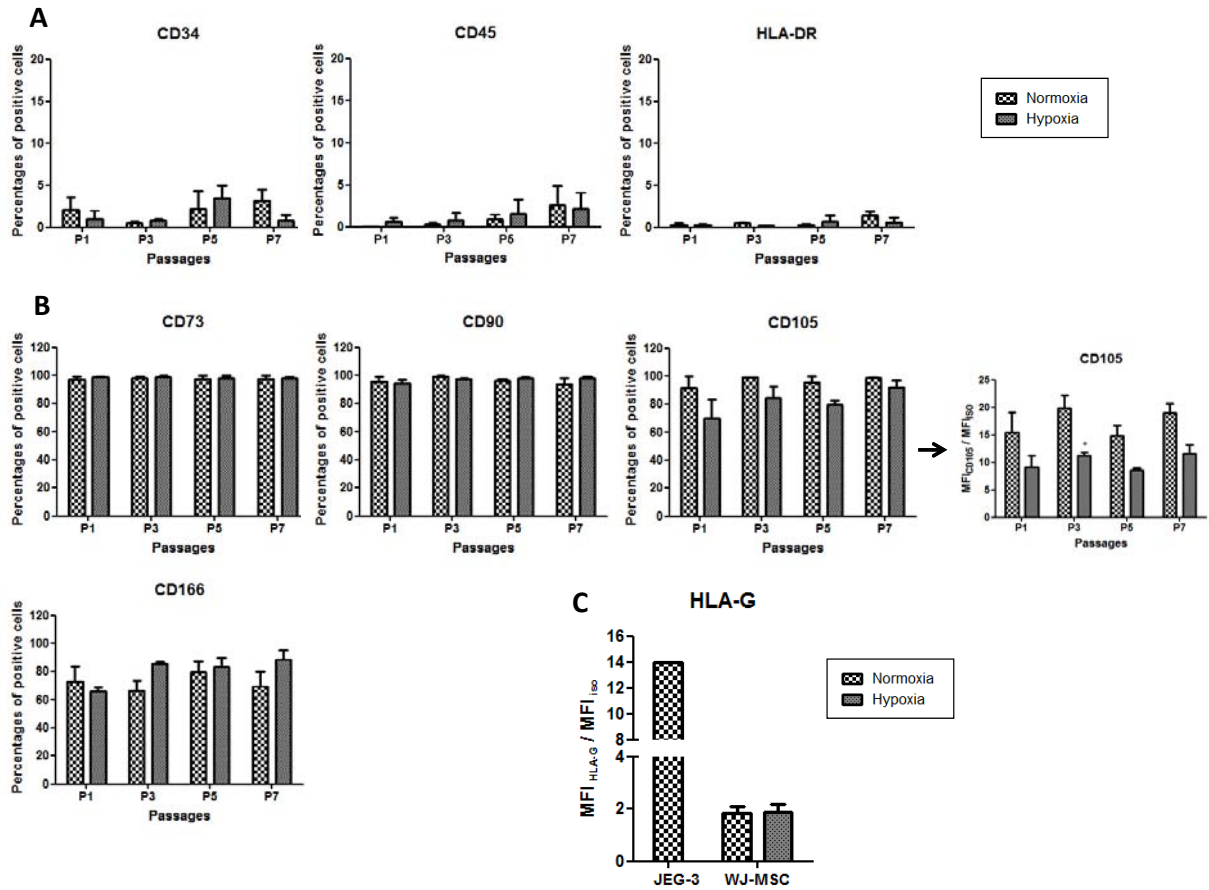 A
CD34
Percentages of positive cells
20
15
10
5
0
P1 P3 P5 P7
Passages
CD45
Percentages of positive cells
20
15
10
5
0
P1 P3 P5 P7
Passages
HLA-DR
Percentages of positive cells
20
15
10
5
0
P1 P3 P5 P7
Passages
Normoxia
Hypoxia
B
CD73
Percentages of positive cells
120
100
80
60
40
20
0
P1 P3 P5 P7
Passages
CD90
Percentages of positive cells
120
100
80
60
40
20
0
P1 P3 P5 P7
Passages
CD105
Percentages of positive cells
120
100
80
60
40
20
0
P1 P3 P5 P7
Passages
CD105
MFI CD105 / MFI ISO
25
20
15
10
5
0
*
P1 P3 P5 P7
Passages
CD166
Percentages of positive cells
120
100
80
60
40
20
0
P1 P3 P5 P7
Passages
C
HLA-G
MFI HLA-G / MFI iso
16
14
12
10
8
4
2
0
JEG-3 WJ-MSC
Normoxia
Hypoxia